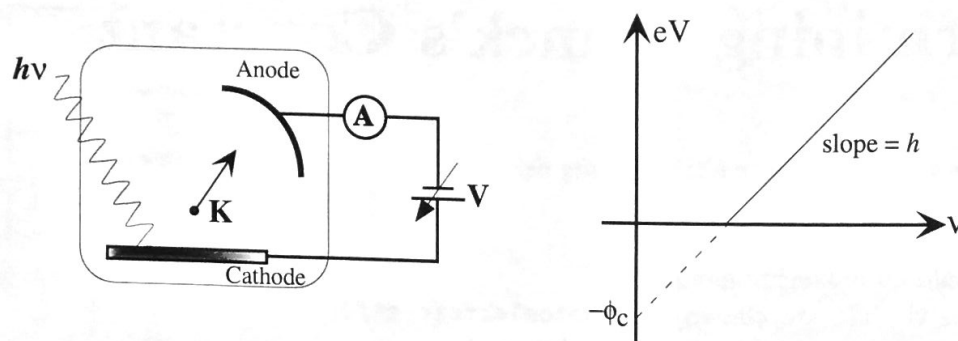 hν
Anode
A
K
V
Cathode
eV
slope = h
ν
−ϕc